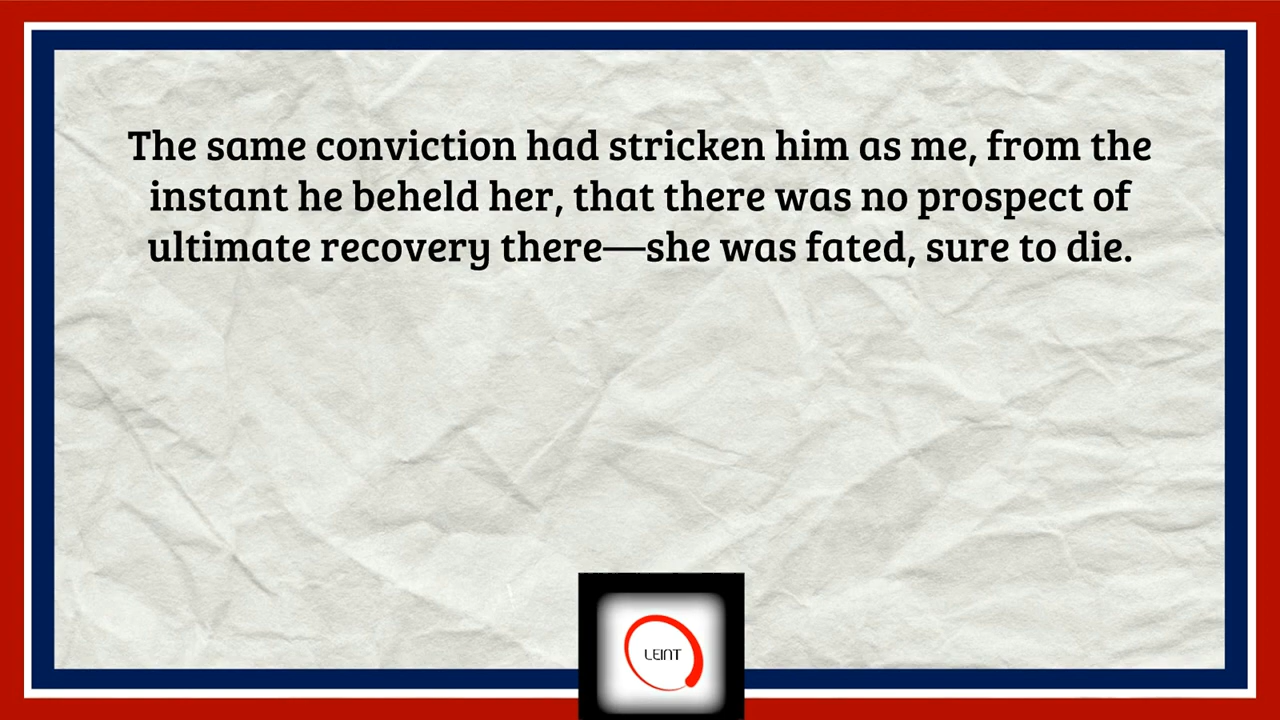 The same conviction had stricken him as me, from the
instant he beheld her, that there was no prospect of
ultimate recovery there—she was fated, sure to die.
LEINT